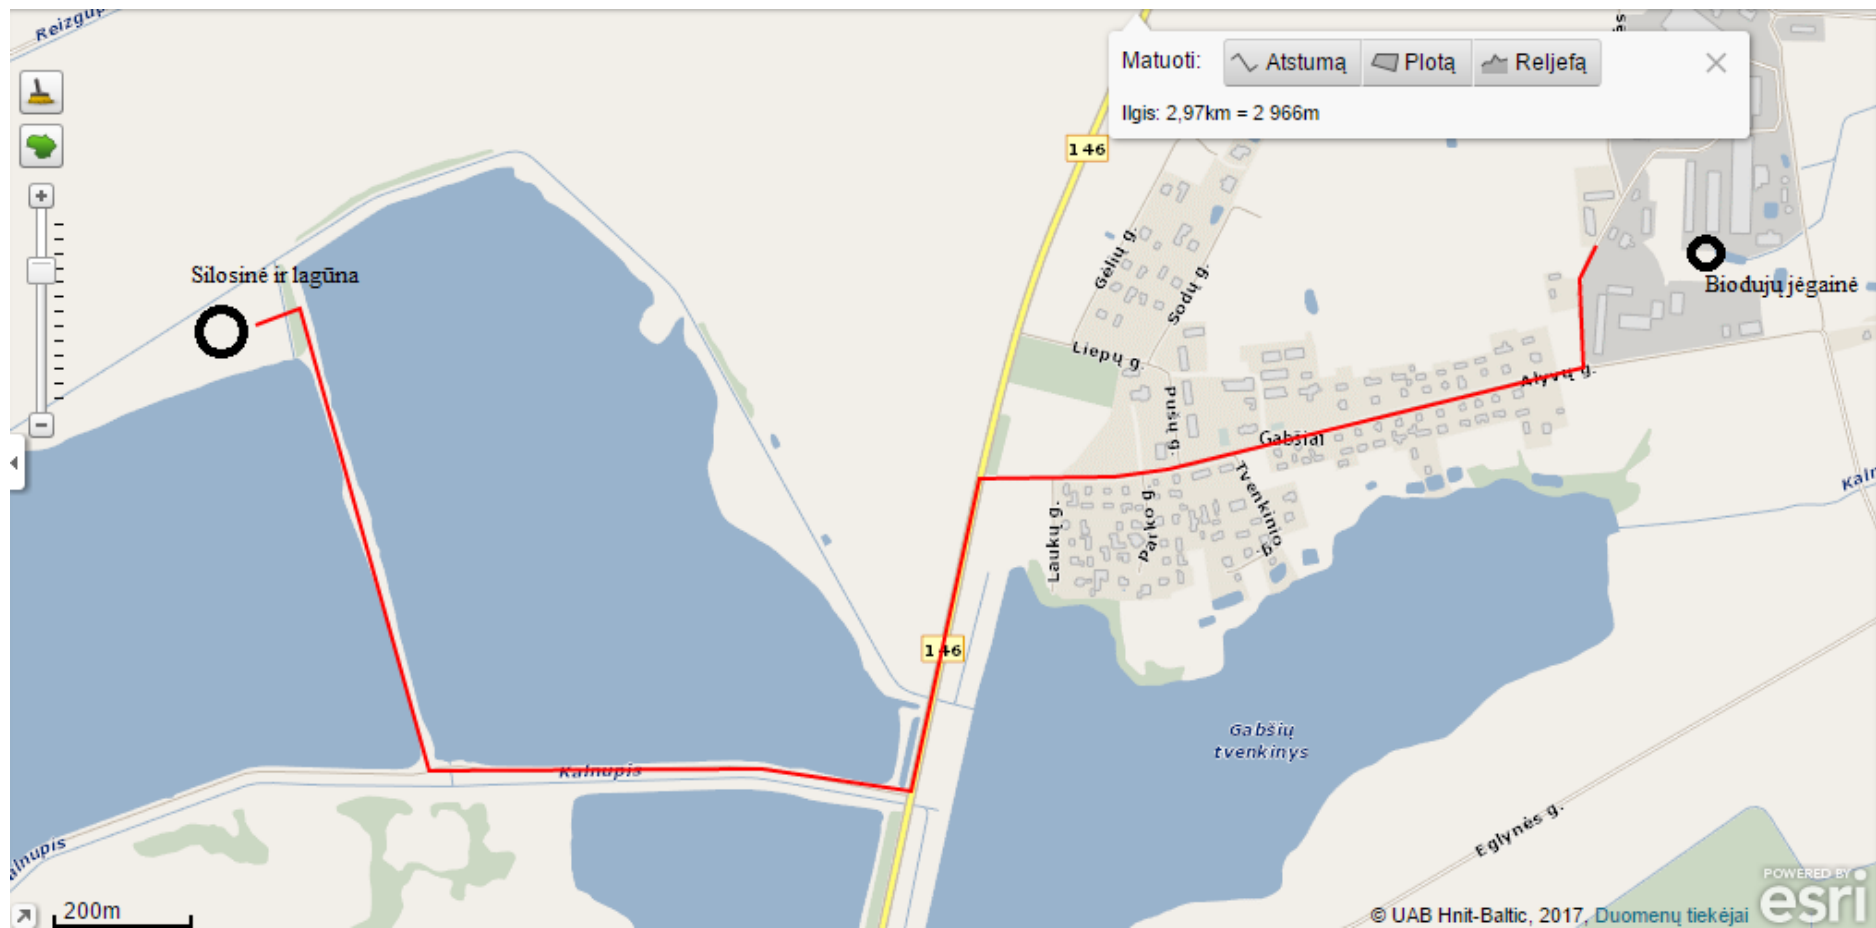 Reizgup
Matuoti: Atstumą Plotą Reljefą
Ilgis: 2,97km = 2 966m
146
Silosinė ir lagūna
Biodujų jėgainė
Gėlių g.
Sodų g.
Liepų g.
Pušų g.
Alyvų g.
Gabšiai
Tvenkinio g.
Parko g.
Laukų g.
Kaln
146
Gabšių
tvenkinys
Kalnupis
alnupis
Eglynės g.
200m
POWERED BY
esri
© UAB Hnit-Baltic, 2017, Duomenų tiekėjai